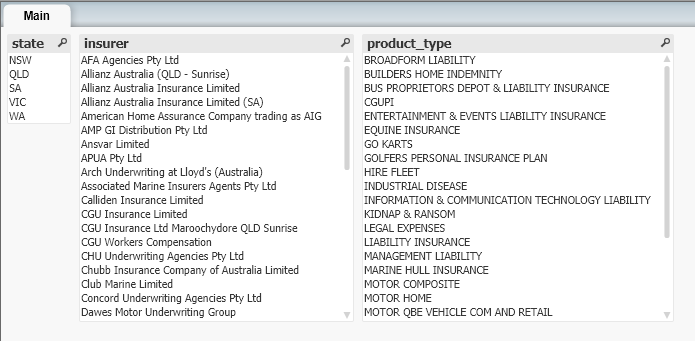 Main
state
NSW
QLD
SA
VIC
WA
insurer
AFA Agencies Pty Ltd
Allianz Australia (QLD - Sunrise)
Allianz Australia Insurance Limited
Allianz Australia Insurance Limited (SA)
American Home Assurance Company trading as AIG
AMP GI Distribution Pty Ltd
Ansvar Limited
APUA Pty Ltd
Arch Underwriting at Lloyd's (Australia)
Associated Marine Insurers Agents Pty Ltd
Calliden Insurance Limited
CGU Insurance Limited
CGU Insurance Ltd Maroochydore QLD Sunrise
CGU Workers Compensation
CHU Underwriting Agencies Pty Ltd
Chubb Insurance Company of Australia Limited
Club Marine Limited
Concord Underwriting Agencies Pty Ltd
Dawes Motor Underwriting Group
product_type
BROADFORM LIABILITY
BUILDERS HOME INDEMNITY
BUS PROPRIETORS DEPOT & LIABILITY INSURANCE
CGUPI
ENTERTAINMENT & EVENTS LIABILITY INSURANCE
EQUINE INSURANCE
GO KARTS
GOLFERS PERSONAL INSURANCE PLAN
HIRE FLEET
INDUSTRIAL DISEASE
INFORMATION & COMMUNICATION TECHNOLOGY LIABILITY
KIDNAP & RANSOM
LEGAL EXPENSES
LIABILITY INSURANCE
MANAGEMENT LIABILITY
MARINE HULL INSURANCE
MOTOR COMPOSITE
MOTOR HOME
MOTOR QBE VEHICLE COM AND RETAIL